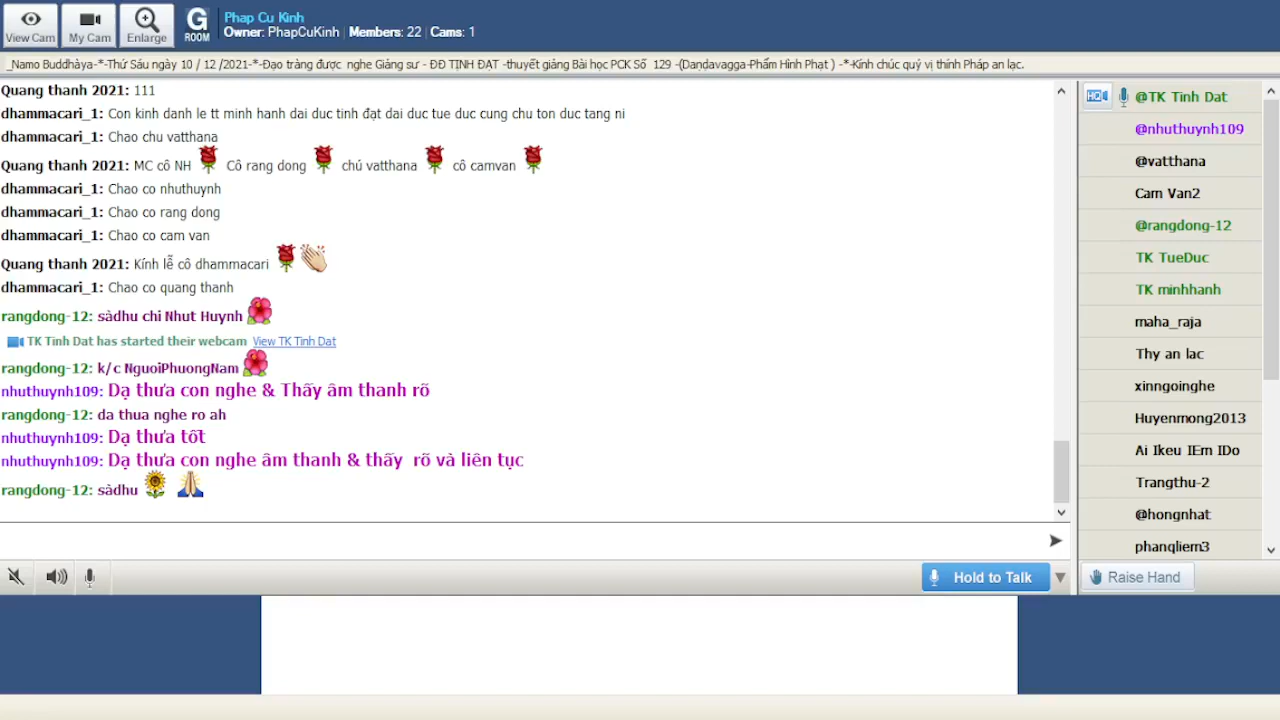 View Cam
My Cam
Enlarge
G
ROOM
Phap Cu Kinh
Owner: PhapCuKinh | Members: 22 | Cams: 1
_Namo Buddhàya-*-Thứ Sáu ngày 10 / 12 /2021-*-Đạo tràng được nghe Giảng sư - ĐĐ TỊNH ĐẠT -thuyết giảng Bài học PCK Số 129 -(Daṇḍavagga-Phẩm Hình Phạt ) -*-Kính chúc quý vị thính Pháp an lạc.
Quang thanh 2021: 111
dhammacari_1: Con kinh danh le tt minh hanh dai duc tinh đạt dai duc tue duc cung chu ton duc tang ni
dhammacari_1: Chao chu vatthana
Quang thanh 2021: MC cô NH Cô rang dong chú vatthana cô camvan
dhammacari_1: Chao co nhuthuynh
dhammacari_1: Chao co rang dong
dhammacari_1: Chao co cam van
Quang thanh 2021: Kính lễ cô dhammacari
dhammacari_1: Chao co quang thanh
rangdong-12: sàdhu chi Nhut Huynh
TK Tinh Dat has started their webcam View TK Tinh Dat
rangdong-12: k/c NguoiPhuongNam
nhuthuynh109: Dạ thưa con nghe & Thấy âm thanh rõ
rangdong-12: da thua nghe ro ah
nhuthuynh109: Dạ thưa tốt
nhuthuynh109: Dạ thưa con nghe âm thanh & thấy rõ và liên tục
rangdong-12: sàdhu
Hold to Talk
HQ
@TK Tinh Dat
@nhuthuynh109
@vatthana
Cam Van2
@rangdong-12
TK TueDuc
TK minhhanh
maha_raja
Thy an lac
xinngoinghe
Huyenmong2013
Ai Ikeu IEm IDo
Trangthu-2
@hongnhat
phanqliem3
Raise Hand